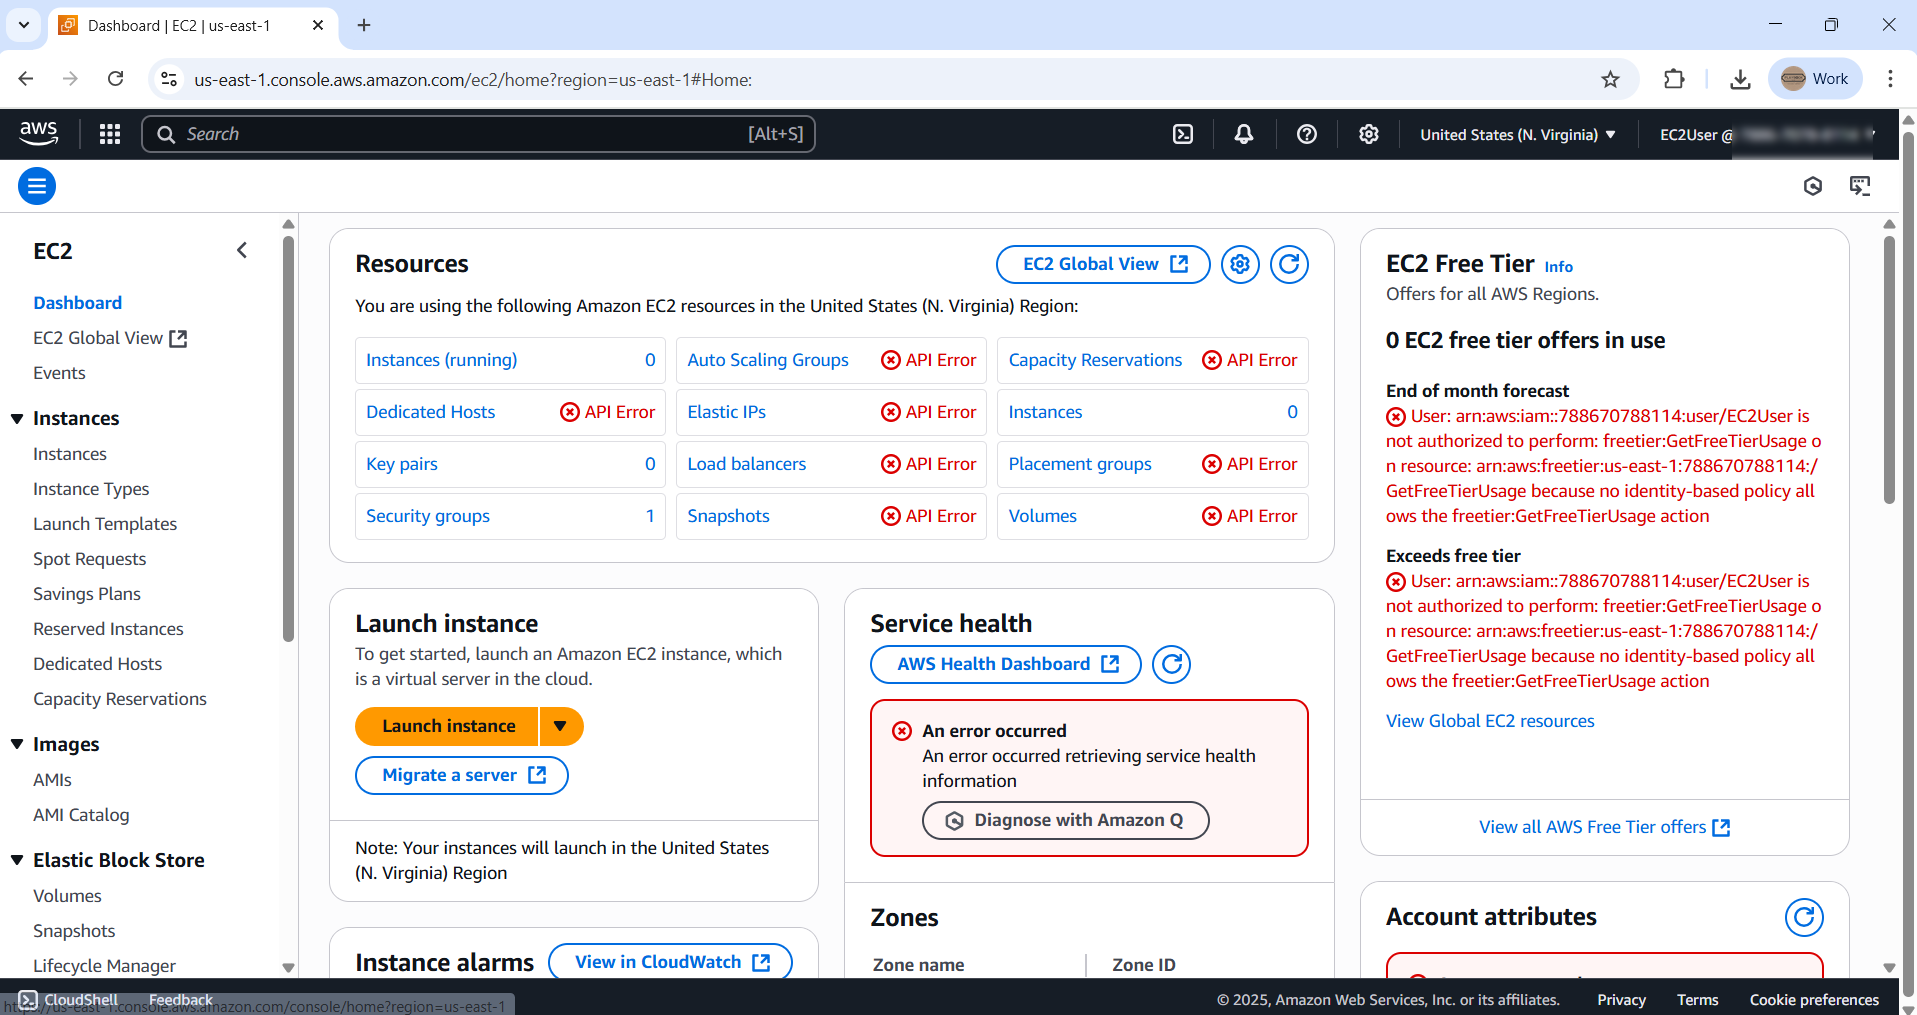 Dashboard | EC2 | us-east-1
us-east-1.console.aws.amazon.com/ec2/home?region=us-east-1#Home:
Work
aws
Search
[Alt+S]
United States (N. Virginia)
EC2User @
EC2
Dashboard
EC2 Global View
Events
Instances
Instances
Instance Types
Launch Templates
Spot Requests
Savings Plans
Reserved Instances
Dedicated Hosts
Capacity Reservations
Images
AMIs
AMI Catalog
Elastic Block Store
Volumes
Snapshots
Lifecycle Manager
Resources
EC2 Global View
You are using the following Amazon EC2 resources in the United States (N. Virginia) Region:
Instances (running) 0
Auto Scaling Groups API Error
Capacity Reservations API Error
Dedicated Hosts API Error
Elastic IPs API Error
Instances 0
Key pairs 0
Load balancers API Error
Placement groups API Error
Security groups 1
Snapshots API Error
Volumes API Error
Launch instance
To get started, launch an Amazon EC2 instance, which
is a virtual server in the cloud.
Launch instance
Migrate a server
Note: Your instances will launch in the United States
(N. Virginia) Region
Instance alarms
View in CloudWatch
Service health
AWS Health Dashboard
An error occurred
An error occurred retrieving service health
information
Diagnose with Amazon Q
Zones
Zone name
Zone ID
EC2 Free Tier Info
Offers for all AWS Regions.
0 EC2 free tier offers in use
End of month forecast
User: arn:aws:iam::788670788114:user/EC2User is
not authorized to perform: freetier:GetFreeTierUsage o
n resource: arn:aws:freetier:us-east-1:788670788114:/
GetFreeTierUsage because no identity-based policy all
ows the freetier:GetFreeTierUsage action
Exceeds free tier
User: arn:aws:iam::788670788114:user/EC2User is
not authorized to perform: freetier:GetFreeTierUsage o
n resource: arn:aws:freetier:us-east-1:788670788114:/
GetFreeTierUsage because no identity-based policy all
ows the freetier:GetFreeTierUsage action
View Global EC2 resources
View all AWS Free Tier offers
Account attributes
CloudShell
Feedback
https://us-east-1.console.aws.amazon.com/console/home?region=us-east-1
© 2025, Amazon Web Services, Inc. or its affiliates.
Privacy
Terms
Cookie preferences